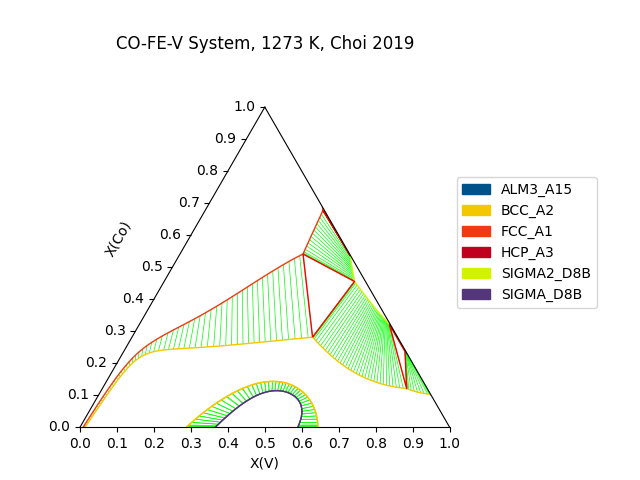 CO-FE-V System, 1273 K, Choi 2019
1.0
0.9
0.8
0.7
0.6
0.5
0.4
0.3
0.2
0.1
0.0
X(Co)
0.0 0.1 0.2 0.3 0.4 0.5 0.6 0.7 0.8 0.9 1.0
X(V)
ALM3_A15
BCC_A2
FCC_A1
HCP_A3
SIGMA2_D8B
SIGMA_D8B